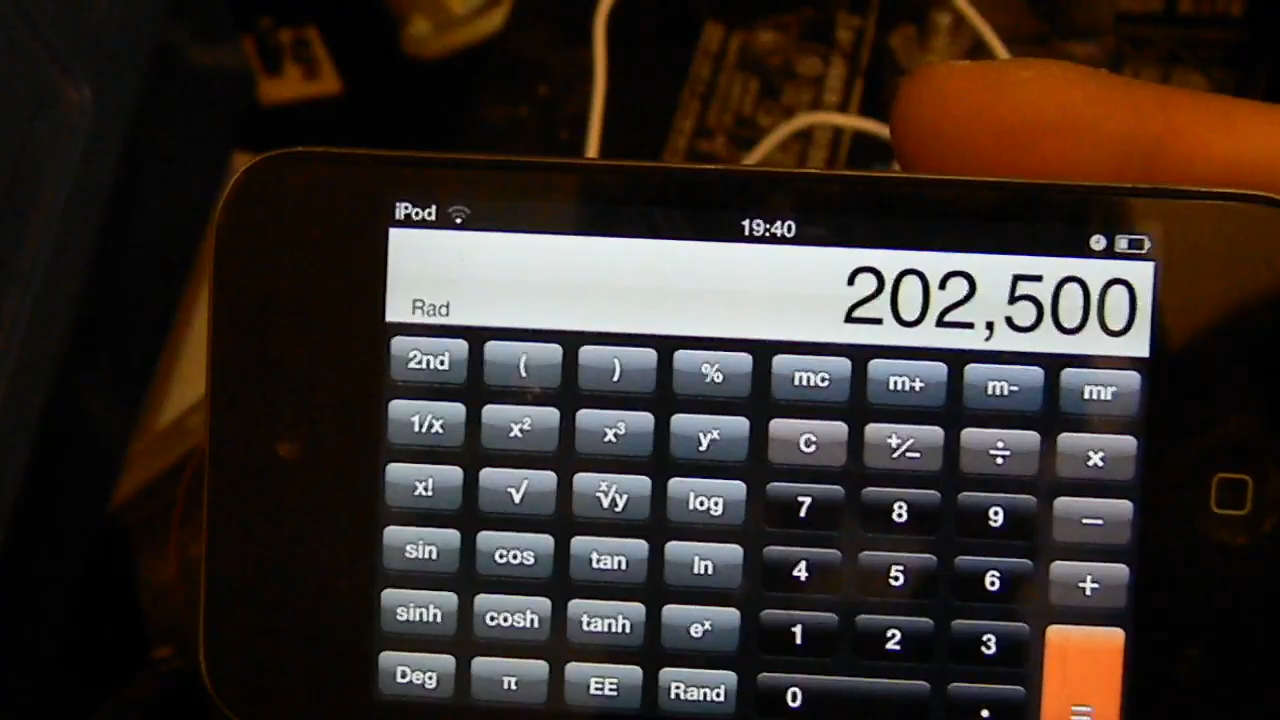 iPod 19:40
202,500
Rad
2nd ( ) % mc m+ m- mr
1/x x² x³ yˣ C +/− ÷ ×
x! √ ˣ√y log 7 8 9 −
sin cos tan ln 4 5 6 +
sinh cosh tanh eˣ 1 2 3
Deg π EE Rand 0 . =